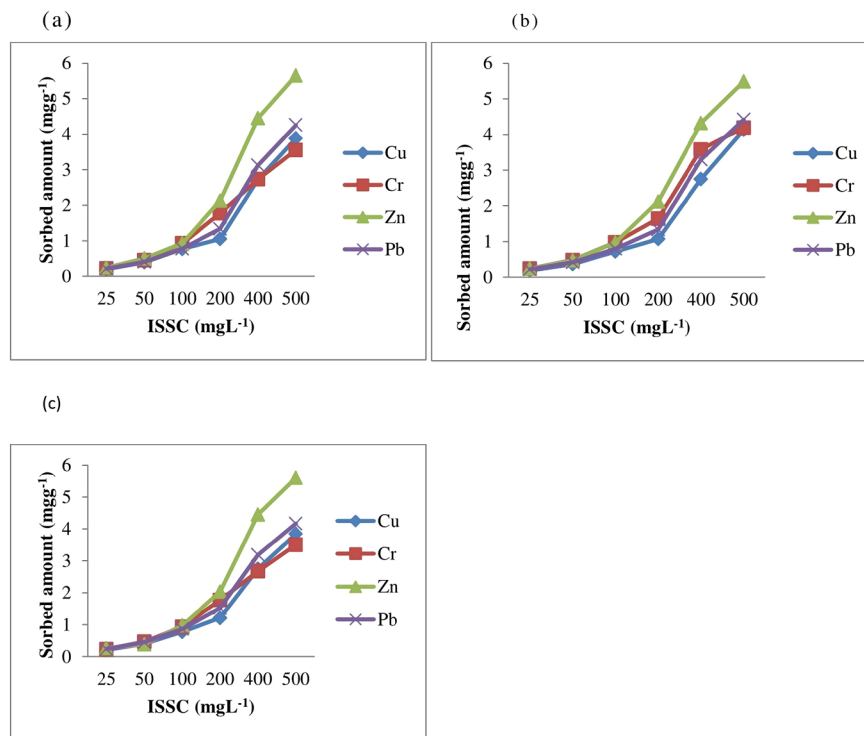 (a)
Sorbed amount (mgg⁻¹)
6
5
4
3
2
1
0
25 50 100 200 400 500
ISSC (mgL⁻¹)
Cu
Cr
Zn
Pb
(b)
Sorbed amount (mgg⁻¹)
6
5
4
3
2
1
0
25 50 100 200 400 500
ISSC (mgL⁻¹)
Cu
Cr
Zn
Pb
(c)
Sorbed amount (mgg⁻¹)
6
5
4
3
2
1
0
25 50 100 200 400 500
ISSC (mgL⁻¹)
Cu
Cr
Zn
Pb